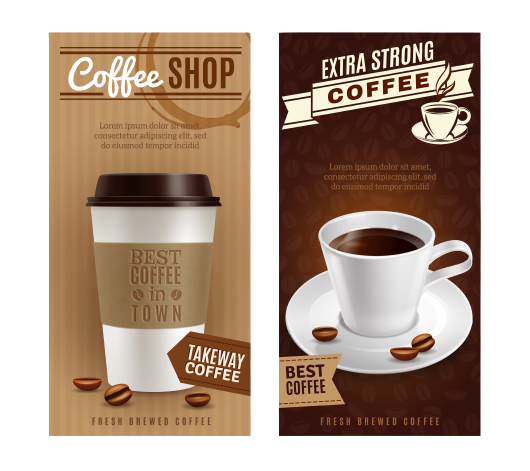 Coffee SHOP
Lorem ipsum dolor sit amet,
consectetur adipiscing elit, sed
do eiusmod tempor incidid
BEST
COFFEE
in
TOWN
TAKEWAY
COFFEE
FRESH BREWED COFFEE
EXTRA STRONG
COFFEE
Lorem ipsum dolor sit amet,
consectetur adipiscing elit, sed
do eiusmod tempor incidid
BEST
COFFEE
FRESH BREWED COFFEE